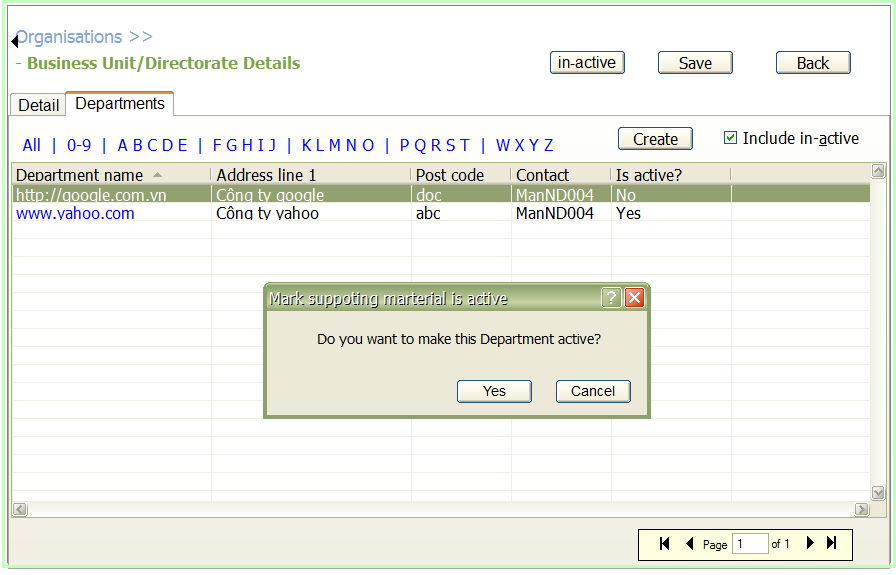 Organisations >>
- Business Unit/Directorate Details
in-active
Save
Back
Detail
Departments
All | 0-9 | A B C D E | F G H I J | K L M N O | P Q R S T | W X Y Z
Create
Include in-active
Department name Address line 1 Post code Contact Is active?
http://google.com.vn Công ty google doc ManND004 No
www.yahoo.com Công ty yahoo abc ManND004 Yes
Mark suppoting marterial is active
?
Do you want to make this Department active?
Yes
Cancel
Page 1 of 1